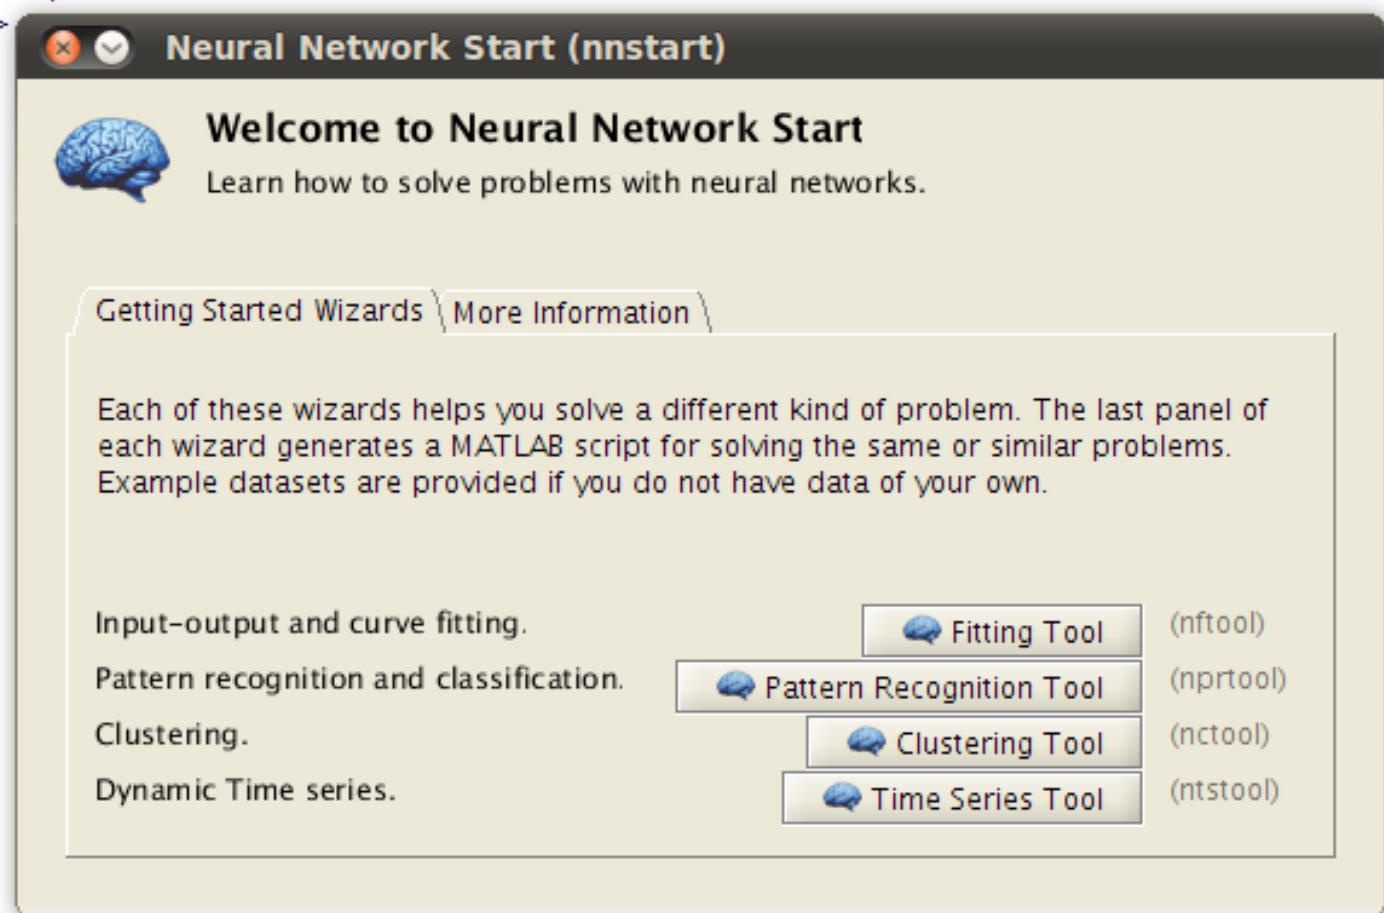 Neural Network Start (nnstart)
Welcome to Neural Network Start
Learn how to solve problems with neural networks.
Getting Started Wizards More Information
Each of these wizards helps you solve a different kind of problem. The last panel of
each wizard generates a MATLAB script for solving the same or similar problems.
Example datasets are provided if you do not have data of your own.
Input-output and curve fitting. Fitting Tool (nftool)
Pattern recognition and classification. Pattern Recognition Tool (nprtool)
Clustering. Clustering Tool (nctool)
Dynamic Time series. Time Series Tool (ntstool)